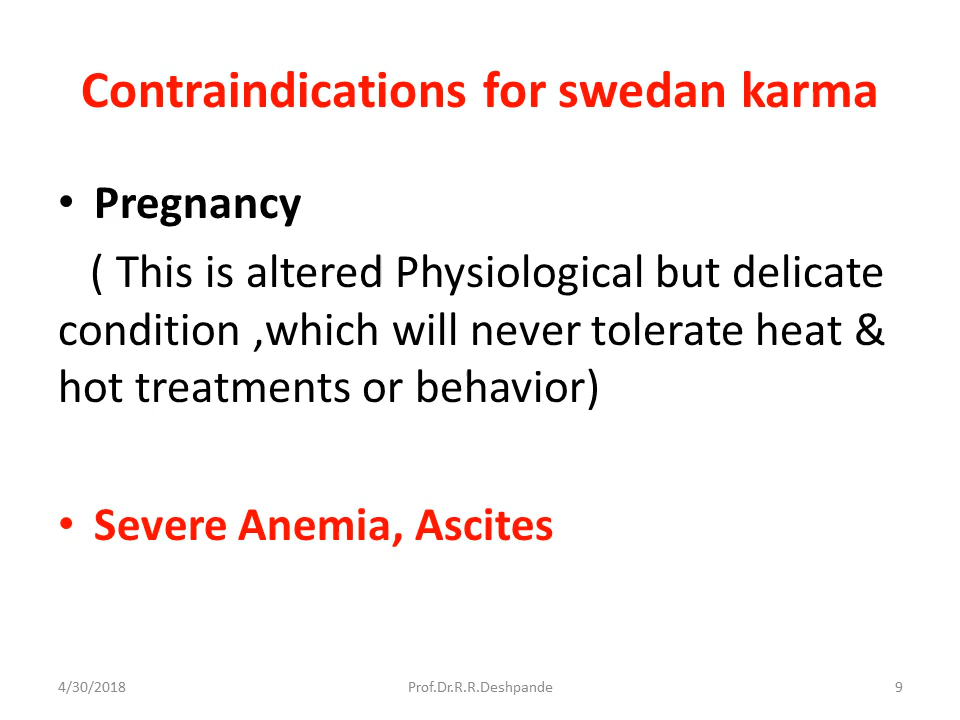 Contraindications for swedan karma
• Pregnancy
( This is altered Physiological but delicate
condition ,which will never tolerate heat &
hot treatments or behavior)
• Severe Anemia, Ascites
4/30/2018 Prof.Dr.R.R.Deshpande 9